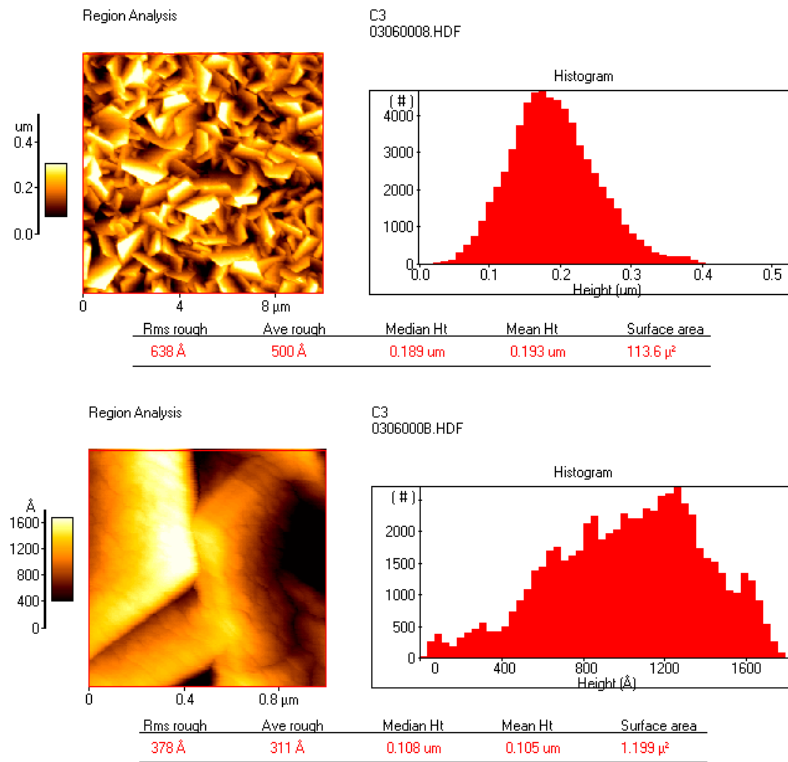 Region Analysis
C3
03060008.HDF
um
0.4
0.2
0.0
0
4
8 µm
Histogram
(#)
4000
3000
2000
1000
0
0.0
0.1
0.2
0.3
0.4
0.5
Height (um)
Rms rough Ave rough Median Ht Mean Ht Surface area
638 Å 500 Å 0.189 um 0.193 um 113.6 µ²
Region Analysis
C3
0306000B.HDF
Å
1600
1200
800
400
0
0
0.4
0.8 µm
Histogram
(#)
2000
1500
1000
500
0
0
400
800
1200
1600
Height (Å)
Rms rough Ave rough Median Ht Mean Ht Surface area
378 Å 311 Å 0.108 um 0.105 um 1.199 µ²